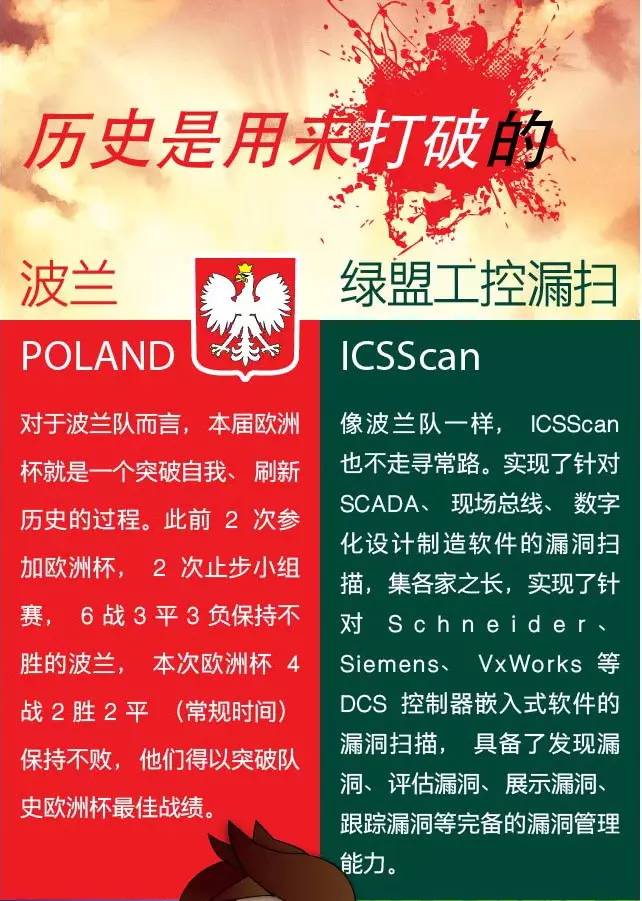 历史是用来打破的
波兰
POLAND
对于波兰队而言，本届欧洲
杯就是一个突破自我、刷新
历史的过程。此前 2 次参
加欧洲杯，2 次止步小组
赛，6 战 3 平 3 负保持不
胜的波兰，本次欧洲杯 4
战 2 胜 2 平 （常规时间）
保持不败，他们得以突破队
史欧洲杯最佳战绩。
绿盟工控漏扫
ICSScan
像波兰队一样， ICSScan
也不走寻常路。实现了针对
SCADA、现场总线、数字
化设计制造软件的漏洞扫
描，集各家之长，实现了针
对 Schneider、
Siemens、 VxWorks 等
DCS 控制器嵌入式软件的
漏洞扫描，具备了发现漏
洞、评估漏洞、展示漏洞、
跟踪漏洞等完备的漏洞管理
能力。